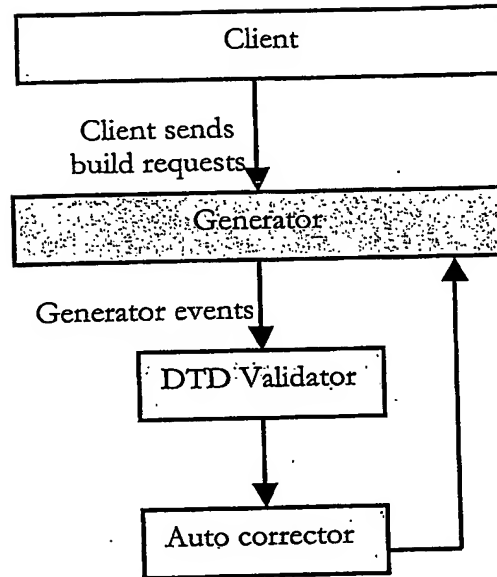 Client
Client sends
build requests
Generator
Generator events
DTD Validator
Auto corrector